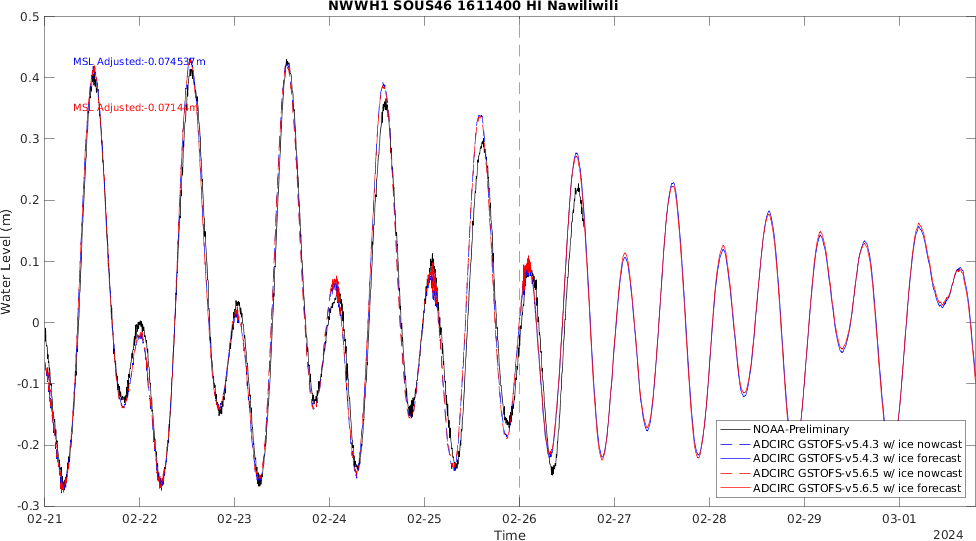 NWWH1 SOUS46 1611400 HI Nawiliwili
0.5
0.4
0.3
0.2
0.1
0
-0.1
-0.2
-0.3
Water Level (m)
MSL Adjusted:-0.074537m
MSL Adjusted:-0.07144m
NOAA-Preliminary
ADCIRC GSTOFS-v5.4.3 w/ ice nowcast
ADCIRC GSTOFS-v5.4.3 w/ ice forecast
ADCIRC GSTOFS-v5.6.5 w/ ice nowcast
ADCIRC GSTOFS-v5.6.5 w/ ice forecast
02-21 02-22 02-23 02-24 02-25 02-26 02-27 02-28 02-29 03-01
Time
2024